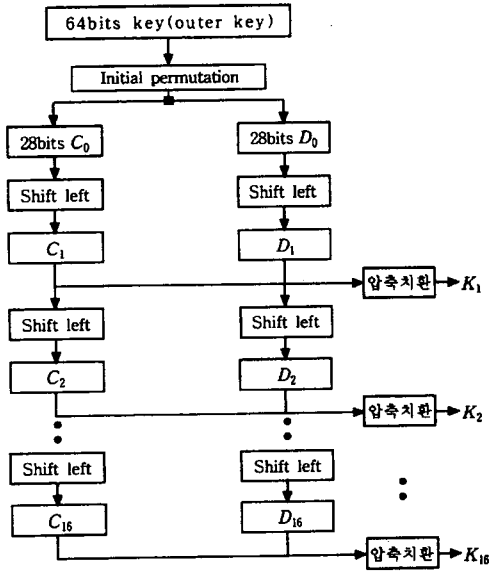 64bits key(outer key)
Initial permutation
28bits C₀
28bits D₀
Shift left
Shift left
C₁
D₁
압축치환
K₁
Shift left
Shift left
C₂
D₂
압축치환
K₂
Shift left
Shift left
C₁₆
D₁₆
압축치환
K₁₆